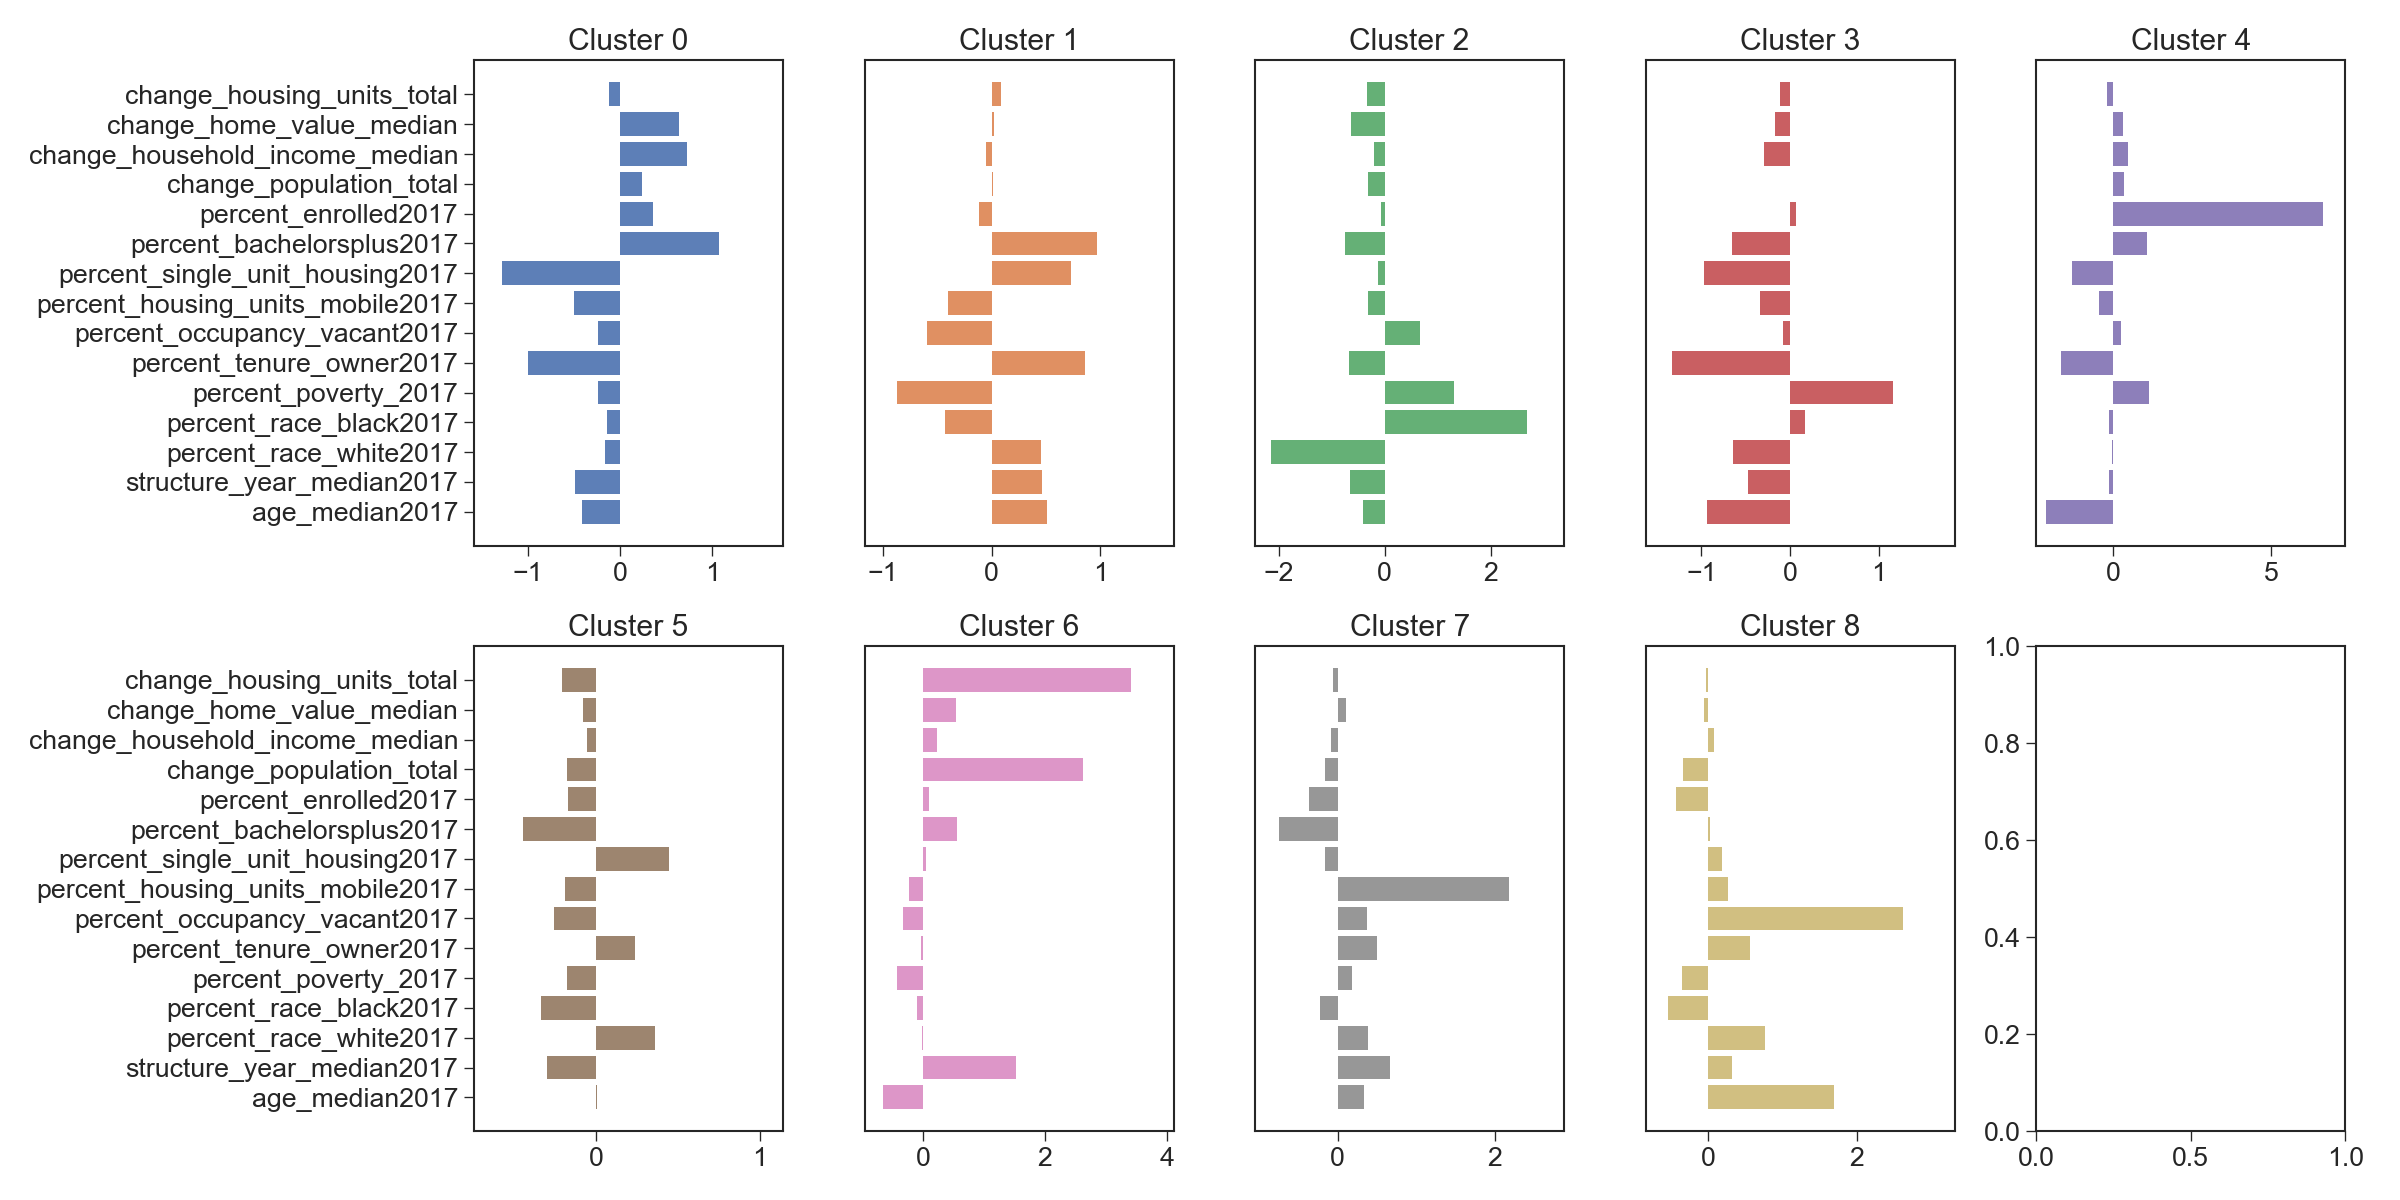 Cluster 0 Cluster 1 Cluster 2 Cluster 3 Cluster 4
change_housing_units_total
change_home_value_median
change_household_income_median
change_population_total
percent_enrolled2017
percent_bachelorsplus2017
percent_single_unit_housing2017
percent_housing_units_mobile2017
percent_occupancy_vacant2017
percent_tenure_owner2017
percent_poverty_2017
percent_race_black2017
percent_race_white2017
structure_year_median2017
age_median2017
−1 0 1 −1 0 1 −2 0 2 −1 0 1 0 5
Cluster 5 Cluster 6 Cluster 7 Cluster 8
1.0
change_housing_units_total
change_home_value_median
change_household_income_median
0.8
change_population_total
percent_enrolled2017
percent_bachelorsplus2017
0.6
percent_single_unit_housing2017
percent_housing_units_mobile2017
percent_occupancy_vacant2017
0.4
percent_tenure_owner2017
percent_poverty_2017
percent_race_black2017
0.2
percent_race_white2017
structure_year_median2017
age_median2017
0.0
0 1 0 2 4 0 2 0 2 0.0 0.5 1.0